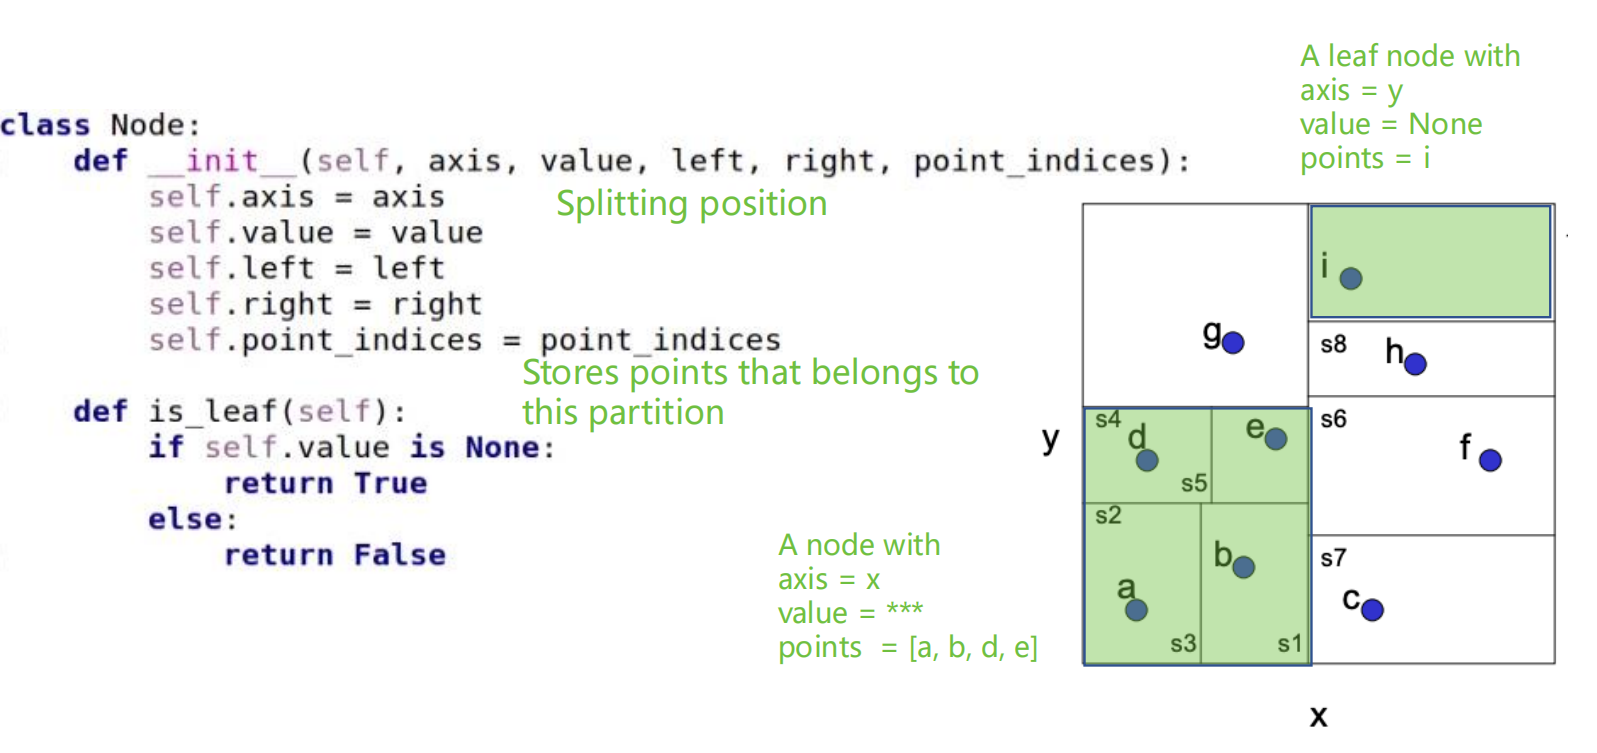 class Node:
def __init__(self, axis, value, left, right, point_indices):
self.axis = axis
Splitting position
self.value = value
self.left = left
self.right = right
self.point_indices = point_indices
Stores points that belongs to
this partition
def is_leaf(self):
if self.value is None:
return True
else:
return False
A leaf node with
axis = y
value = None
points = i
A node with
axis = x
value = ***
points = [a, b, d, e]
i
g
s8
h
s4
d
e
s6
f
y
s5
s2
b
s7
a
c
s3
s1
x